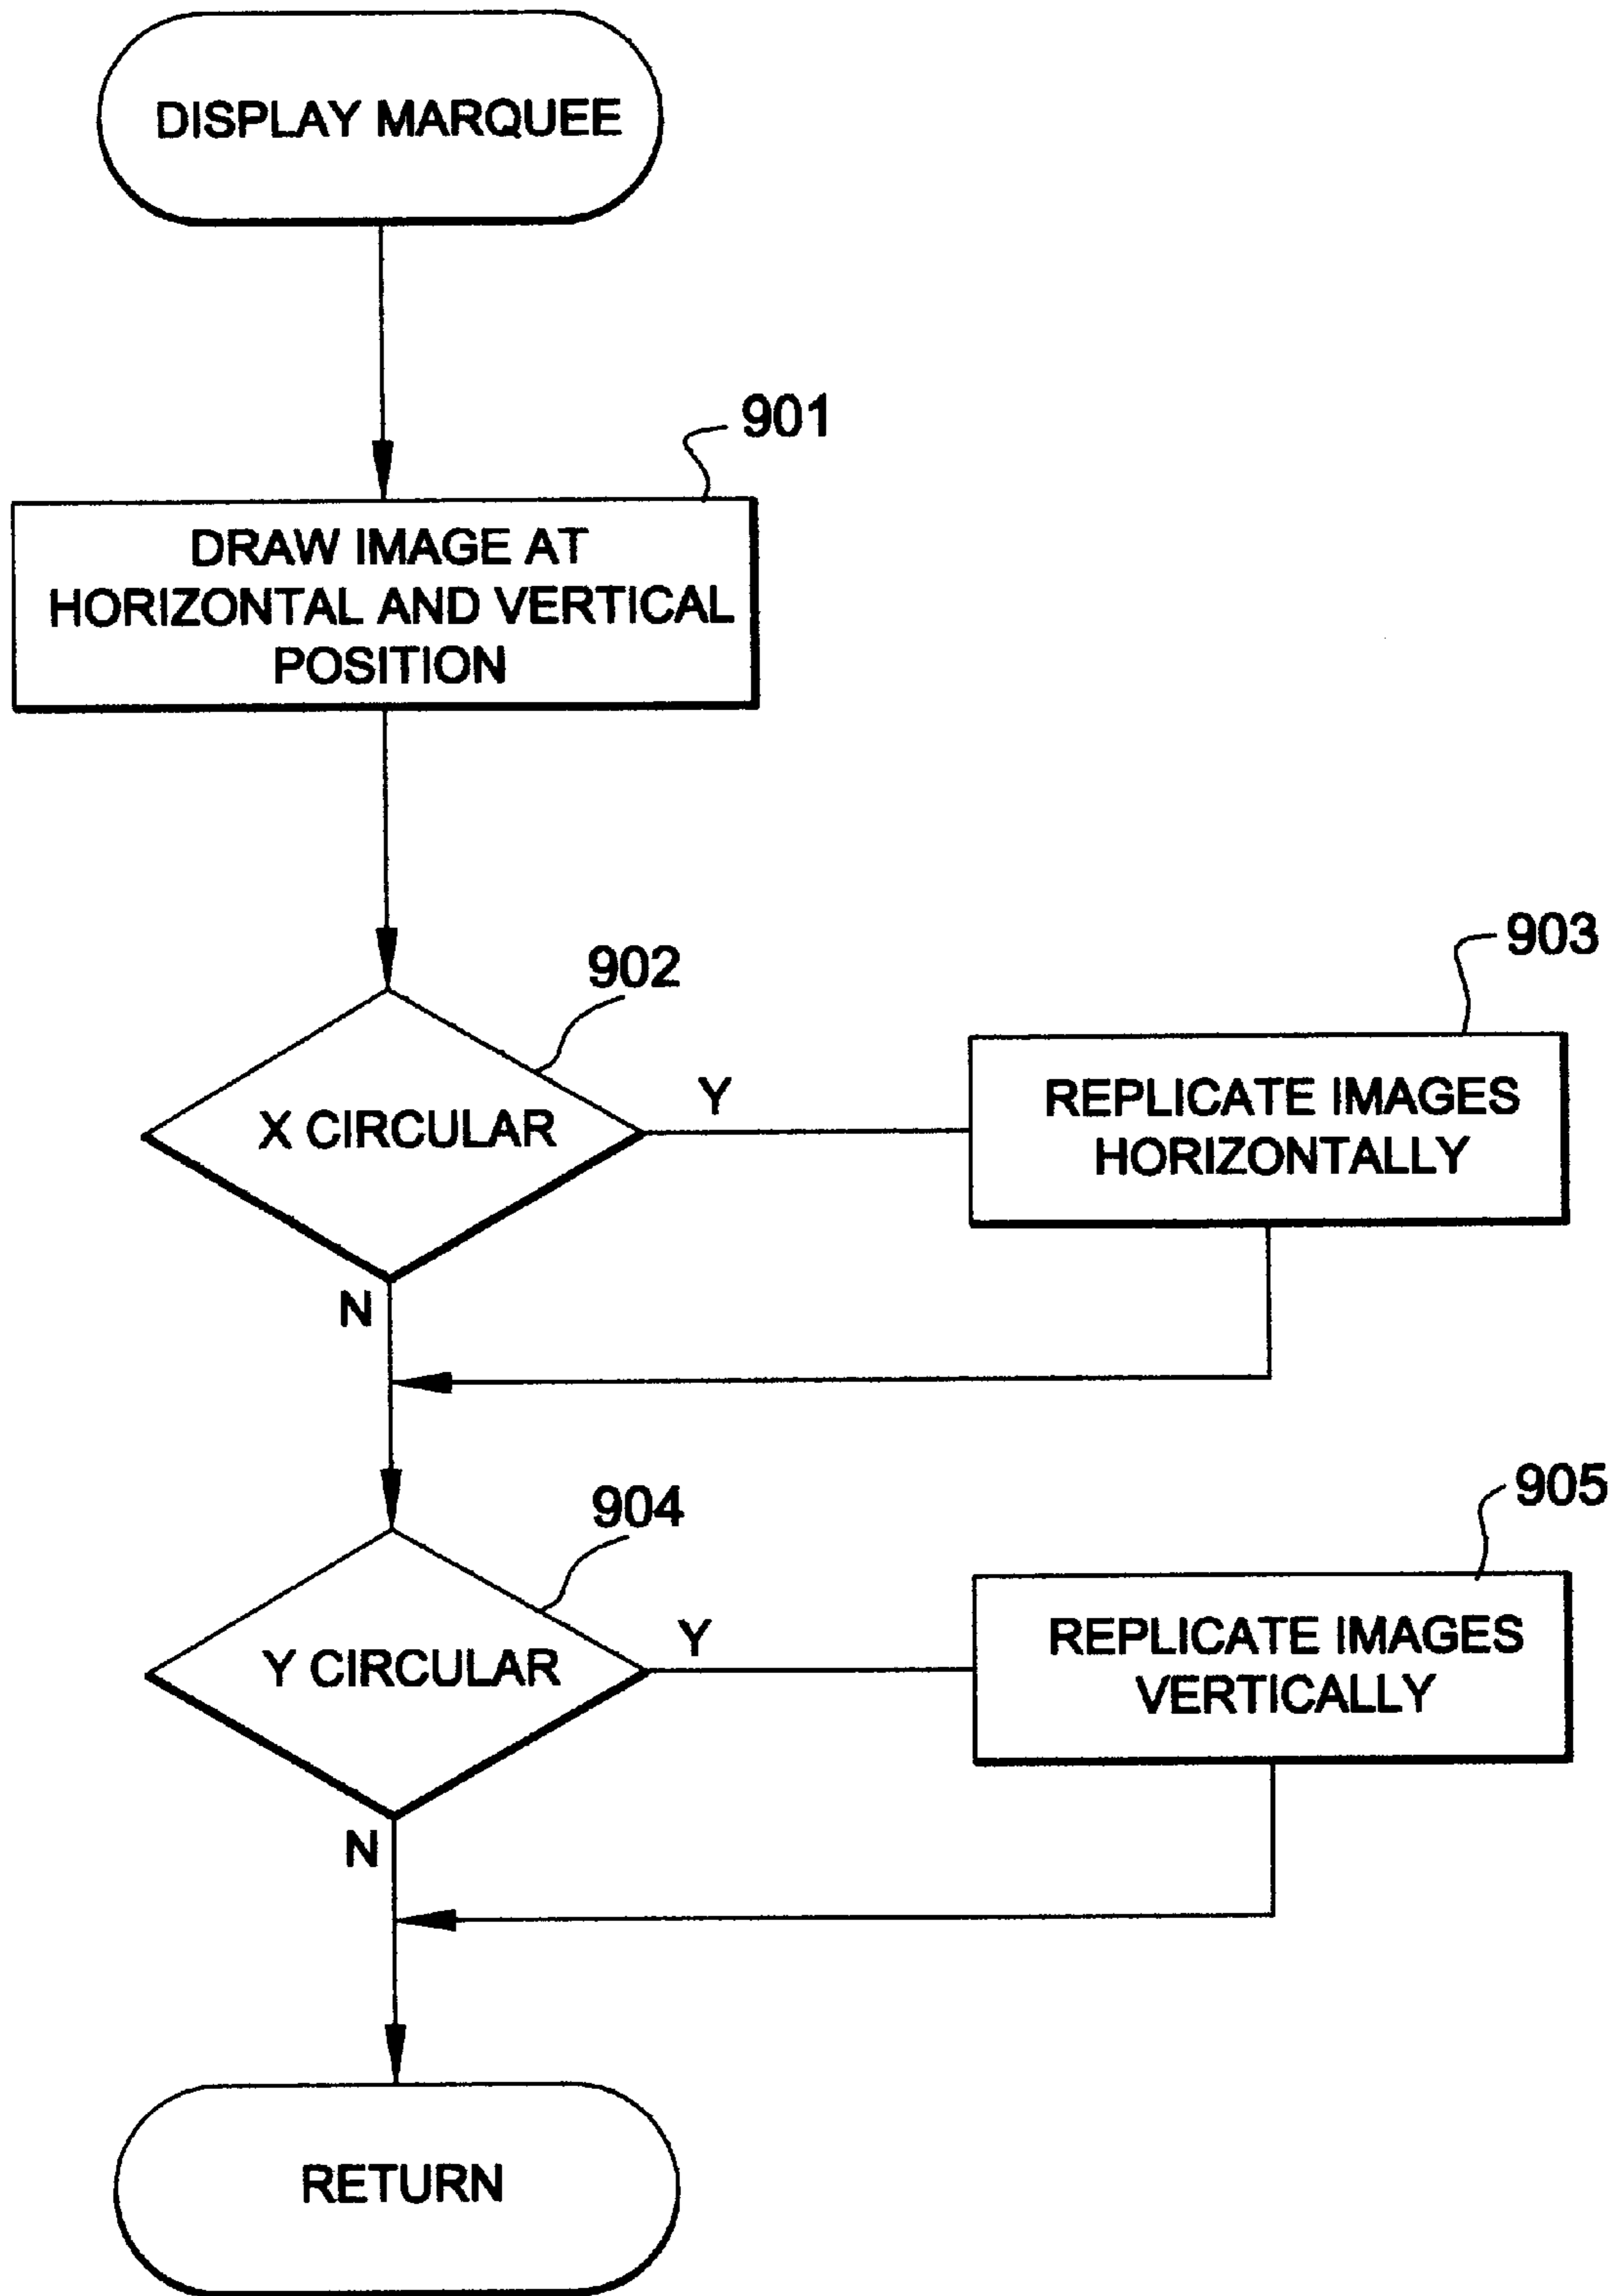 DISPLAY MARQUEE
901
DRAW IMAGE AT
HORIZONTAL AND VERTICAL
POSITION
902
903
X CIRCULAR
Y
REPLICATE IMAGES
HORIZONTALLY
N
904
905
Y CIRCULAR
Y
REPLICATE IMAGES
VERTICALLY
N
RETURN